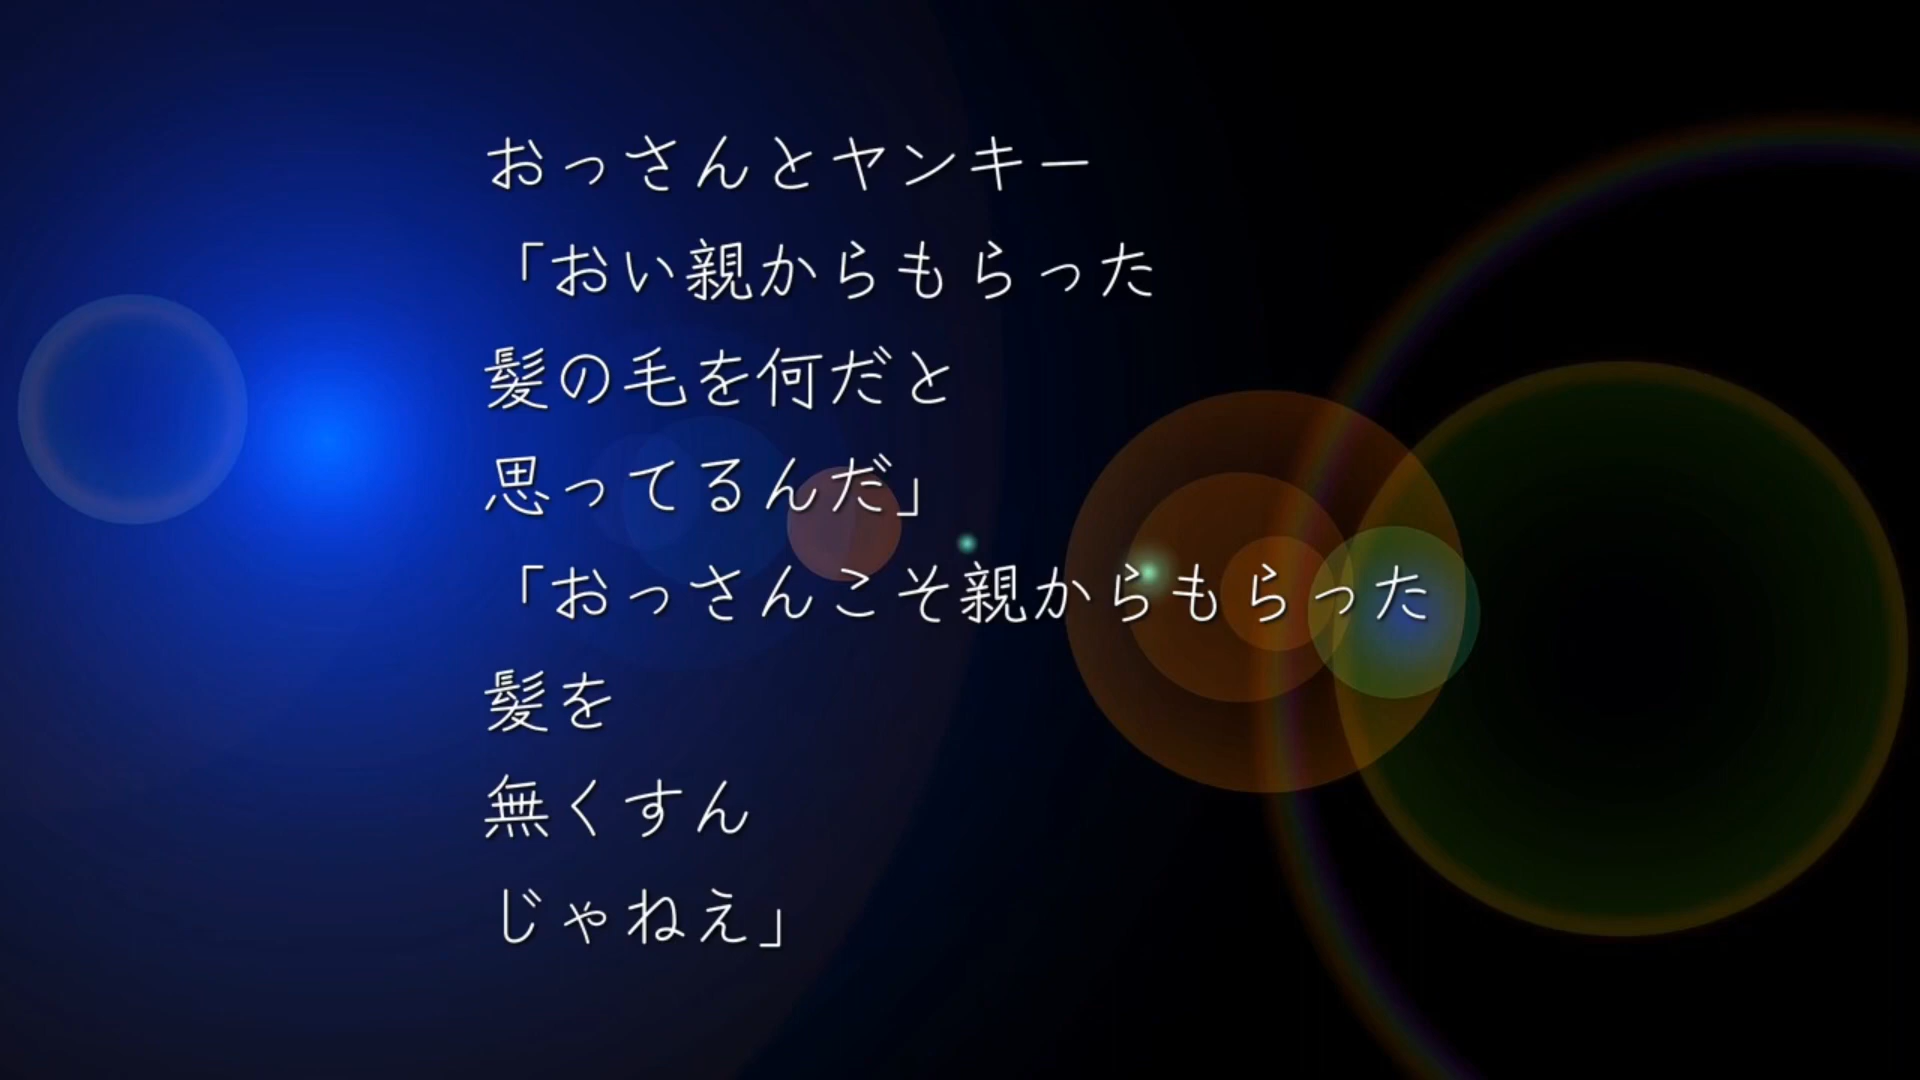 おっさんとヤンキー
「おい親からもらった
髪の毛を何だと
思ってるんだ」
「おっさんこそ親からもらった
髪を
無くすん
じゃねえ」